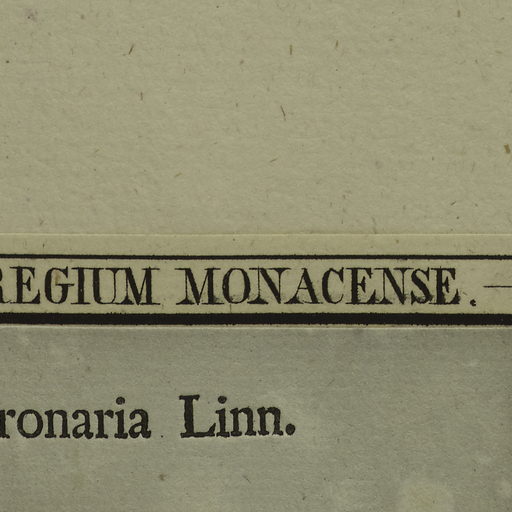 REGIUM MONACENSE. —
ronaria Linn.